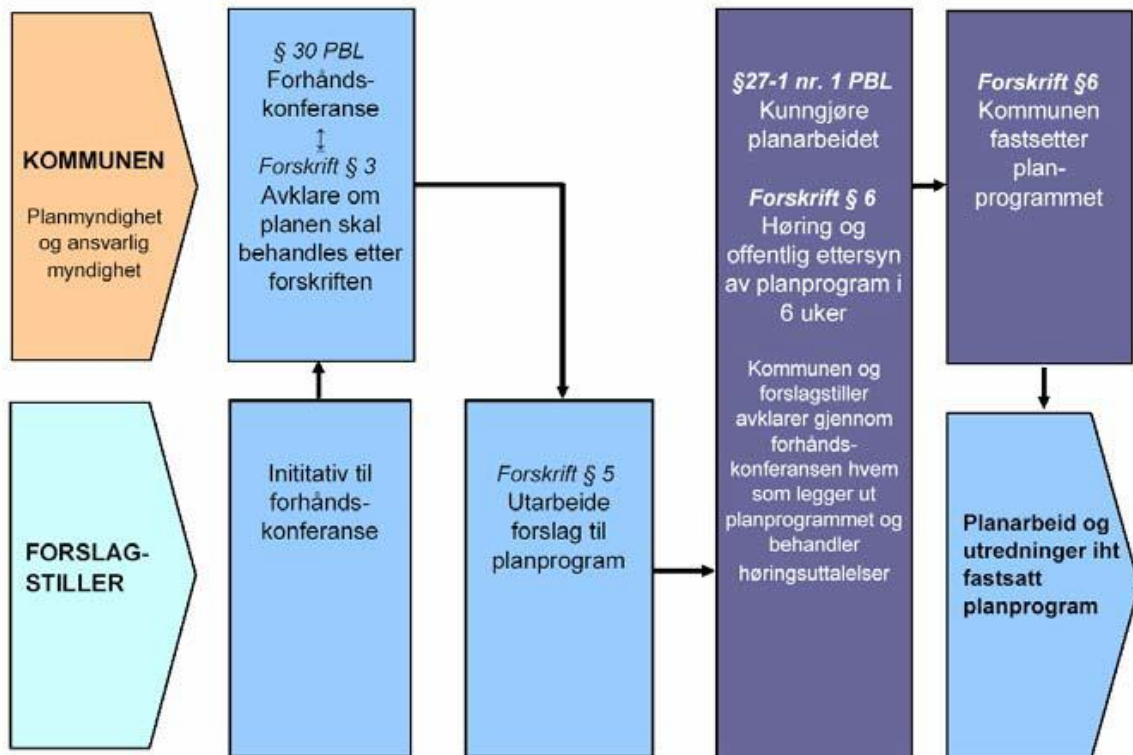 KOMMUNEN
Planmyndighet
og ansvarlig
myndighet
§ 30 PBL
Forhånds-
konferanse
↕
Forskrift § 3
Avklare om
planen skal
behandles etter
forskriften
§27-1 nr. 1 PBL
Kunngjøre
planarbeidet
Forskrift § 6
Høring og
offentlig ettersyn
av planprogram i
6 uker
Kommunen og
forslagstiller
avklarer gjennom
forhånds-
konferansen hvem
som legger ut
planprogrammet og
behandler
høringsuttalelser
Forskrift §6
Kommunen
fastsetter
plan-
programmet
FORSLAG-
STILLER
Inititativ til
forhånds-
konferanse
Forskrift § 5
Utarbeide
forslag til
planprogram
Planarbeid og
utredninger iht
fastsatt
planprogram